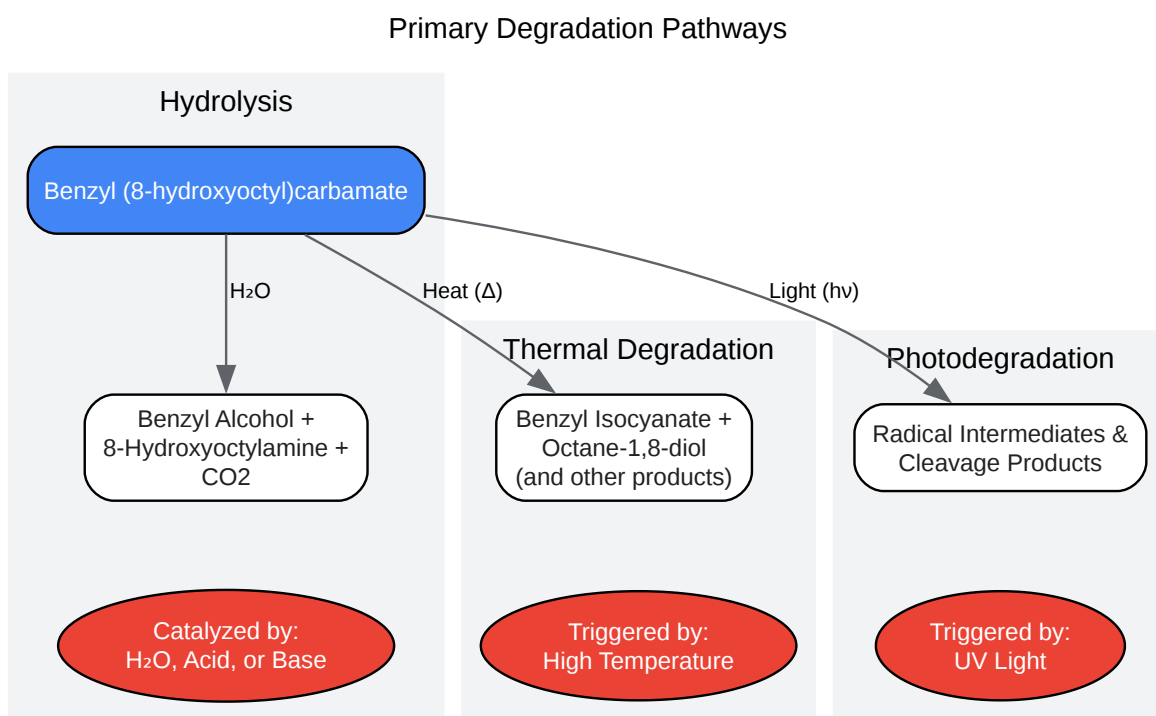 Primary Degradation Pathways
Hydrolysis
Benzyl (8-hydroxyoctyl)carbamate
H₂O
Heat (Δ)
Light (hν)
Thermal Degradation
Photodegradation
Benzyl Alcohol +
8-Hydroxyoctylamine +
CO2
Benzyl Isocyanate +
Octane-1,8-diol
(and other products)
Radical Intermediates &
Cleavage Products
Catalyzed by:
H₂O, Acid, or Base
Triggered by:
High Temperature
Triggered by:
UV Light